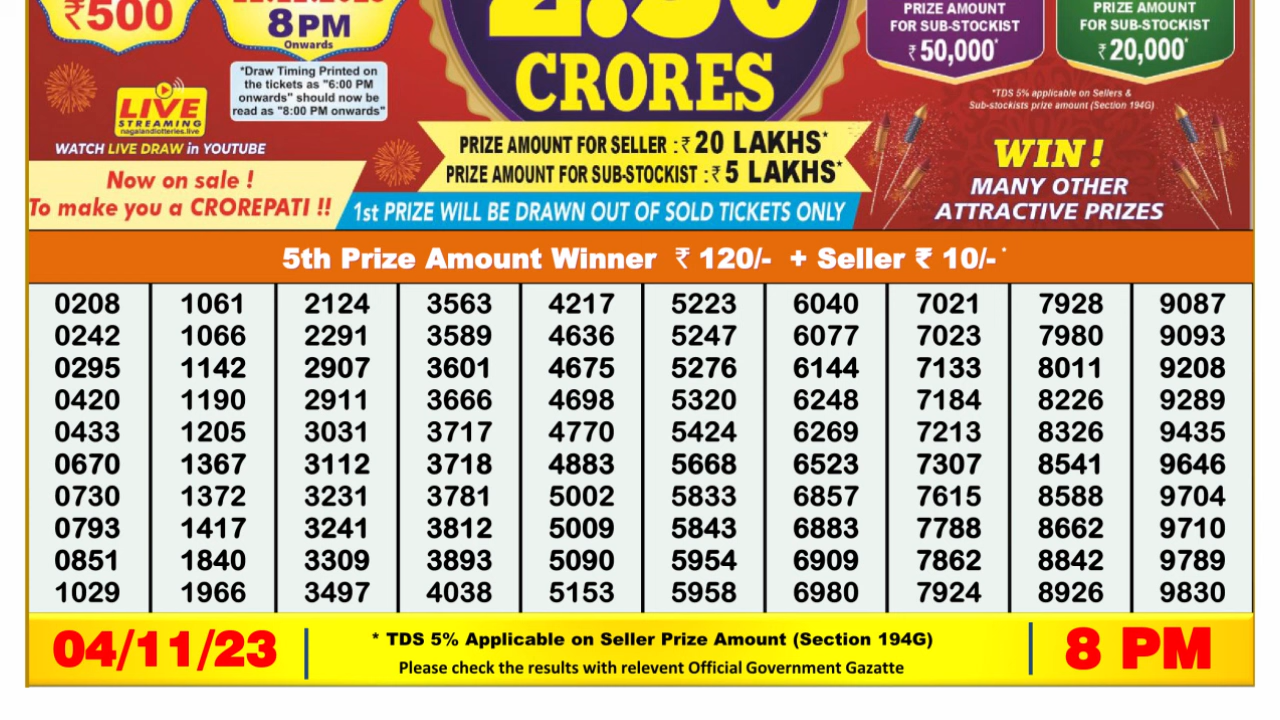 ₹500
8PM
Onwards
*Draw Timing Printed on
the tickets as "6:00 PM
onwards" should now be
read as "8:00 PM onwards"
LIVE
STREAMING
nagalandlotteries.live
WATCH LIVE DRAW in YOUTUBE
Now on sale !
To make you a CROREPATI !!
CRORES
PRIZE AMOUNT FOR SELLER : ₹ 20 LAKHS*
PRIZE AMOUNT FOR SUB-STOCKIST : ₹ 5 LAKHS*
1st PRIZE WILL BE DRAWN OUT OF SOLD TICKETS ONLY
PRIZE AMOUNT
FOR SUB-STOCKIST
₹ 50,000*
PRIZE AMOUNT
FOR SUB-STOCKIST
₹ 20,000*
*TDS 5% applicable on Sellers &
Sub-stockists prize amount (Section 194G)
WIN !
MANY OTHER
ATTRACTIVE PRIZES
5th Prize Amount Winner ₹ 120/- + Seller ₹ 10/- *
0208 1061 2124 3563 4217 5223 6040 7021 7928 9087
0242 1066 2291 3589 4636 5247 6077 7023 7980 9093
0295 1142 2907 3601 4675 5276 6144 7133 8011 9208
0420 1190 2911 3666 4698 5320 6248 7184 8226 9289
0433 1205 3031 3717 4770 5424 6269 7213 8326 9435
0670 1367 3112 3718 4883 5668 6523 7307 8541 9646
0730 1372 3231 3781 5002 5833 6857 7615 8588 9704
0793 1417 3241 3812 5009 5843 6883 7788 8662 9710
0851 1840 3309 3893 5090 5954 6909 7862 8842 9789
1029 1966 3497 4038 5153 5958 6980 7924 8926 9830
04/11/23
* TDS 5% Applicable on Seller Prize Amount (Section 194G)
Please check the results with relevent Official Government Gazatte
8 PM